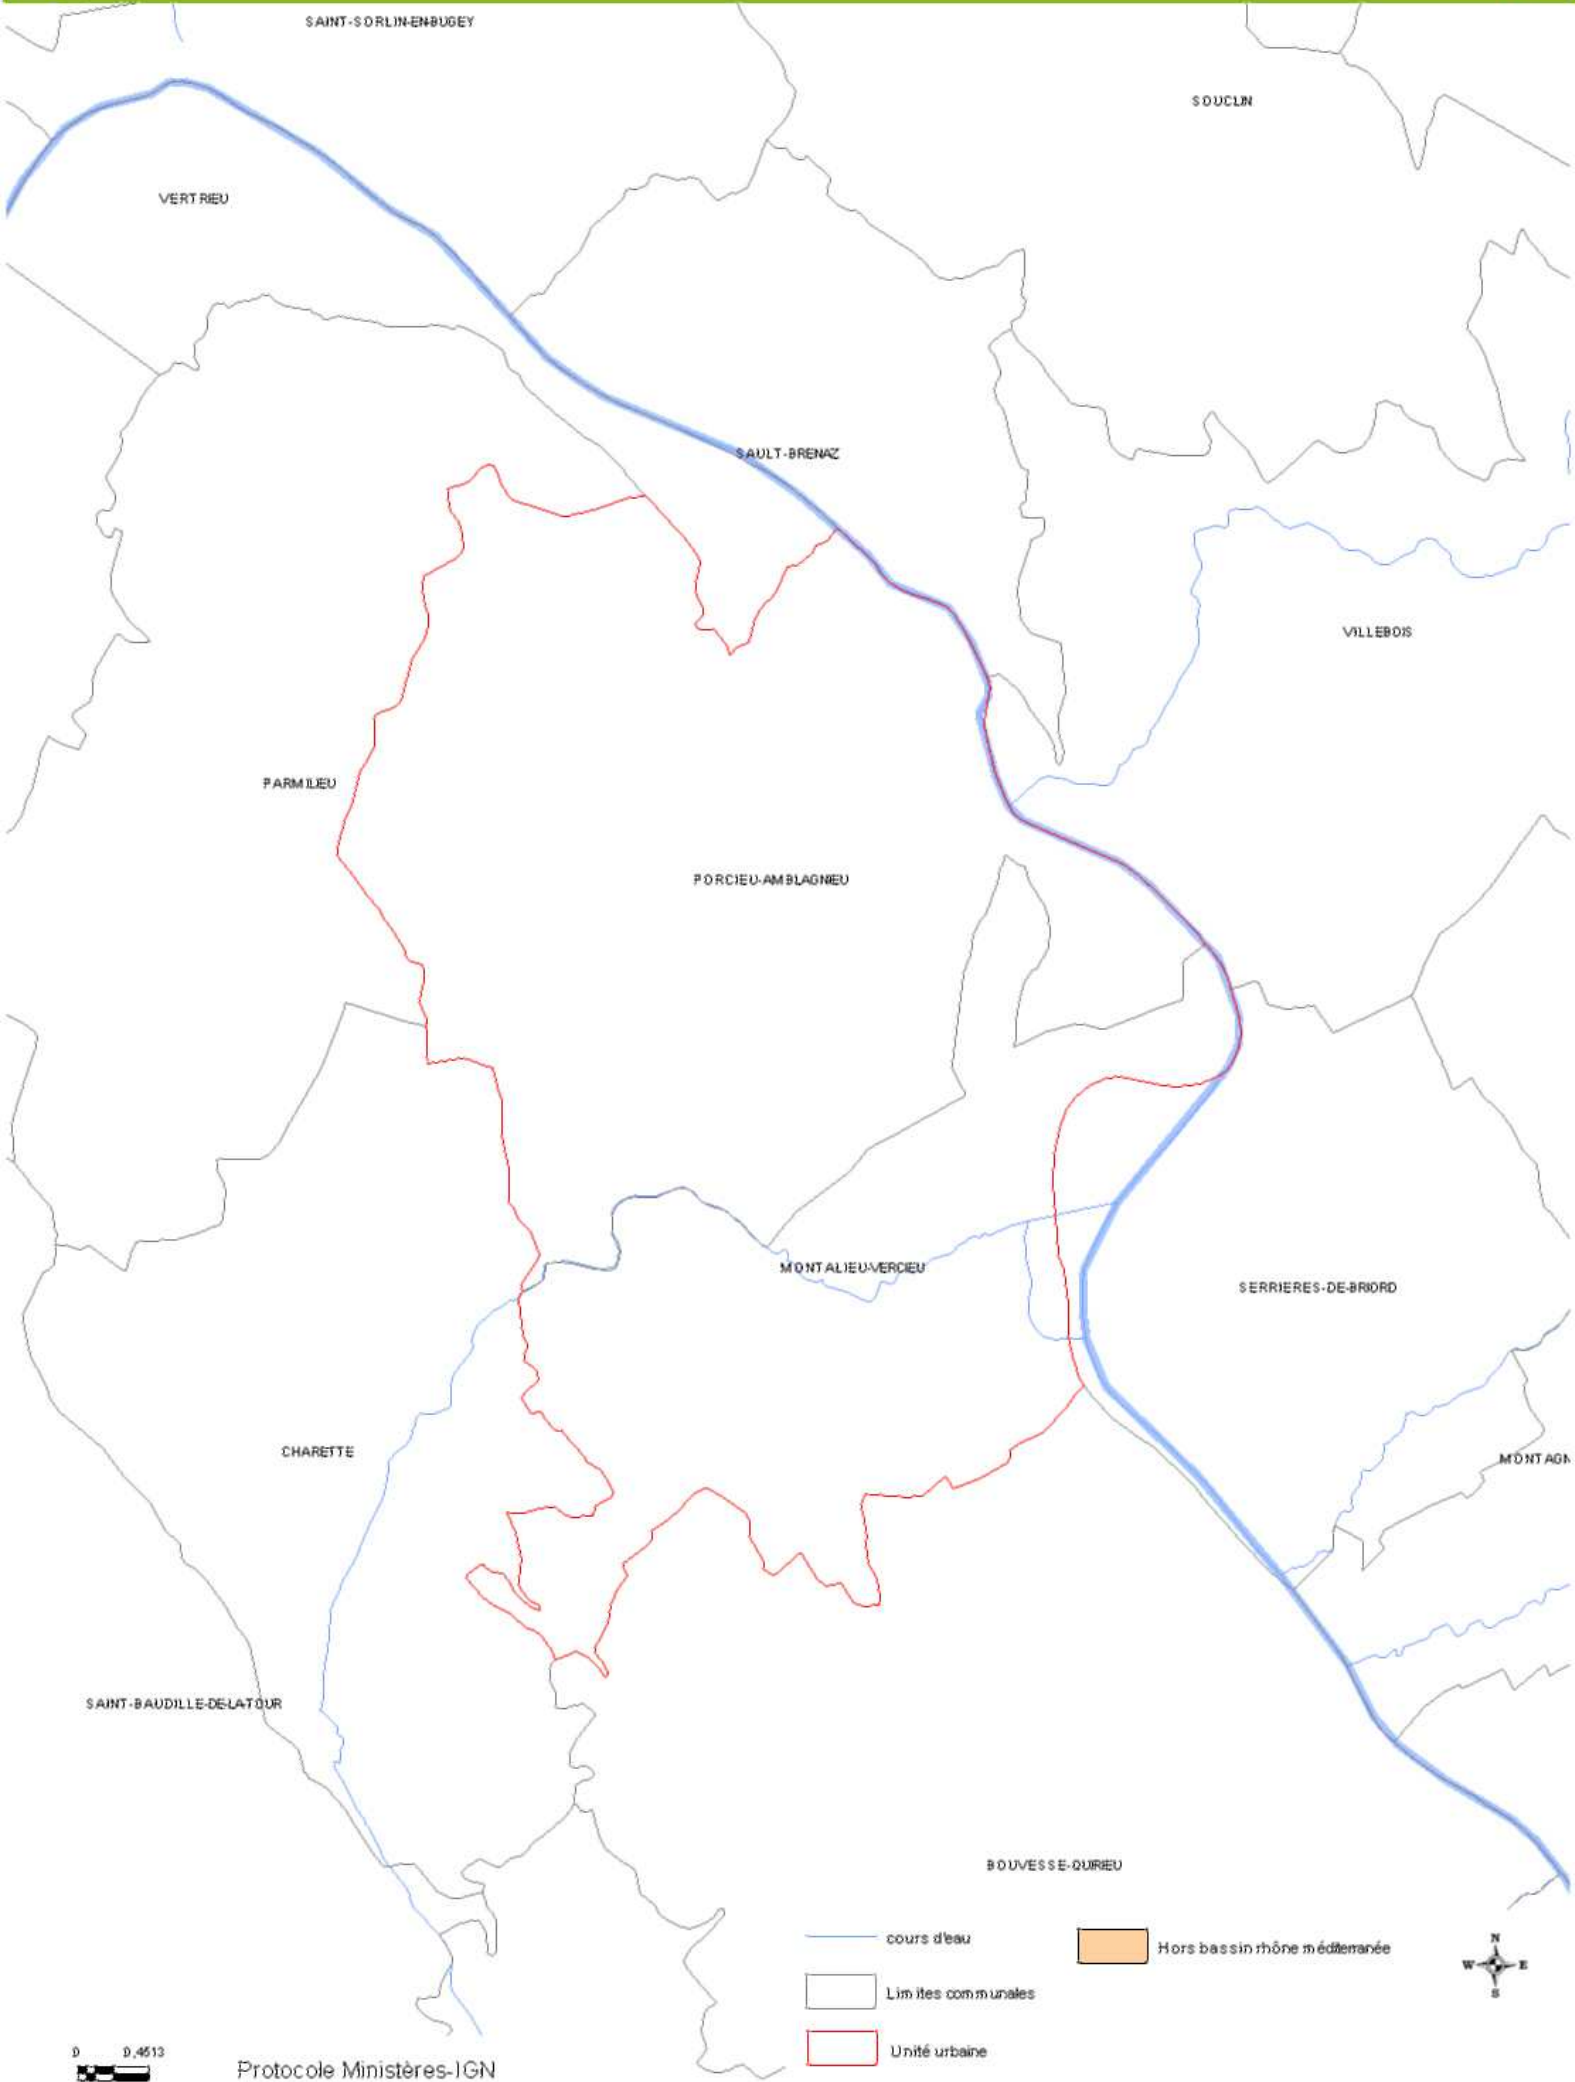 SAINT-SORLIN-EN-BUGEY
SOUCLIN
VERTRIEU
SAULT-BRENAZ
VILLEBOIS
PARMILIEU
PORCIEU-AMBLAGNIEU
MONTALIEU-VERCIEU
SERRIERES-DE-BRIORD
CHARETTE
MONTAGN
SAINT-BAUDILLE-DE-LA-TOUR
BOUVESSE-QUIRIEU
cours d'eau
Hors bassin rhône méditerranée
Limites communales
Unité urbaine
N
W E
S
0 0,4513
Protocole Ministères-IGN